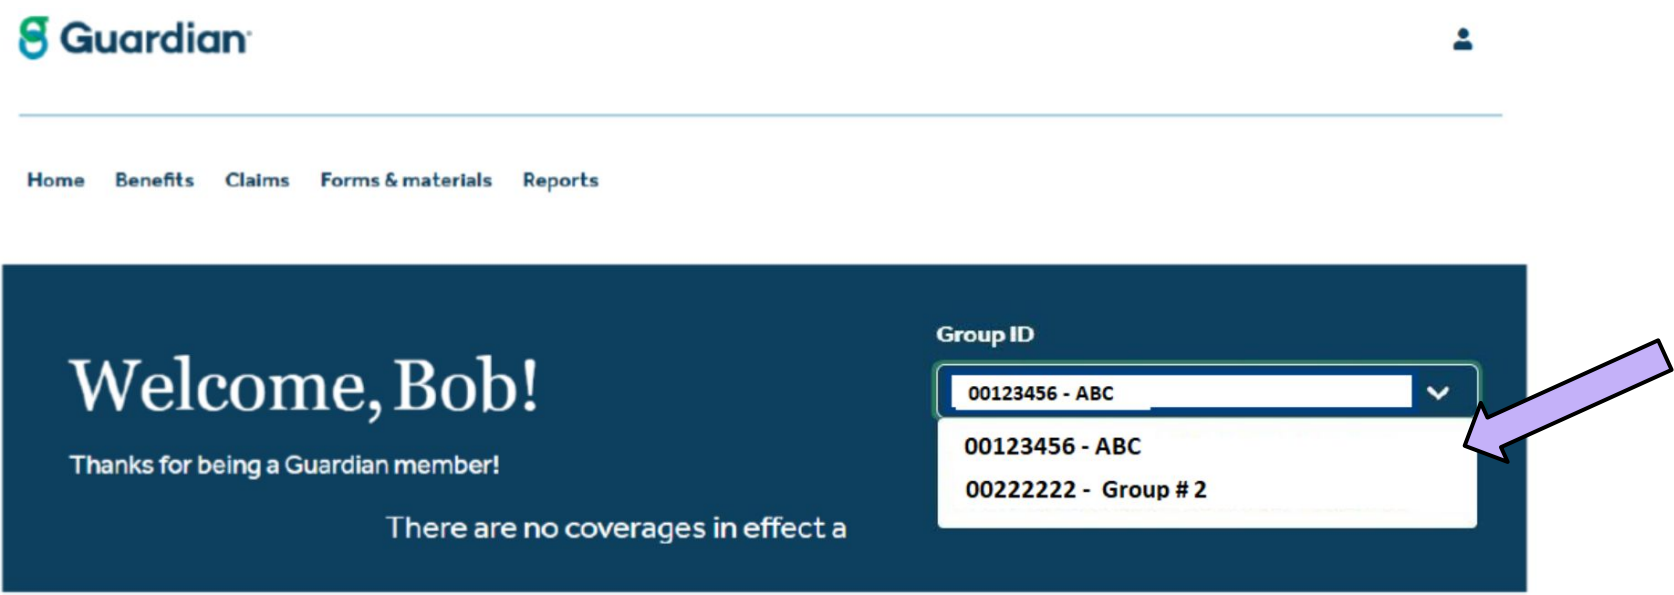 Guardian
Home Benefits Claims Forms & materials Reports
Welcome, Bob!
Thanks for being a Guardian member!
There are no coverages in effect a
Group ID
00123456 - ABC
00123456 - ABC
00222222 - Group # 2